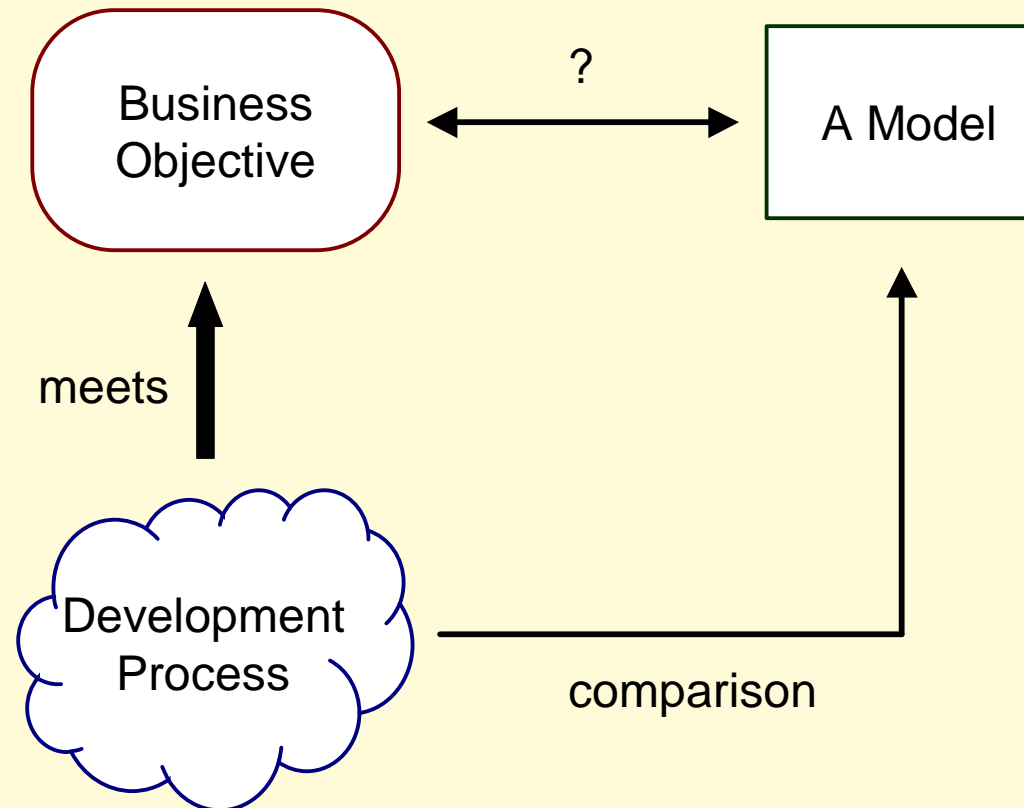 Business
Objective
?
A Model
meets
Development
Process
comparison